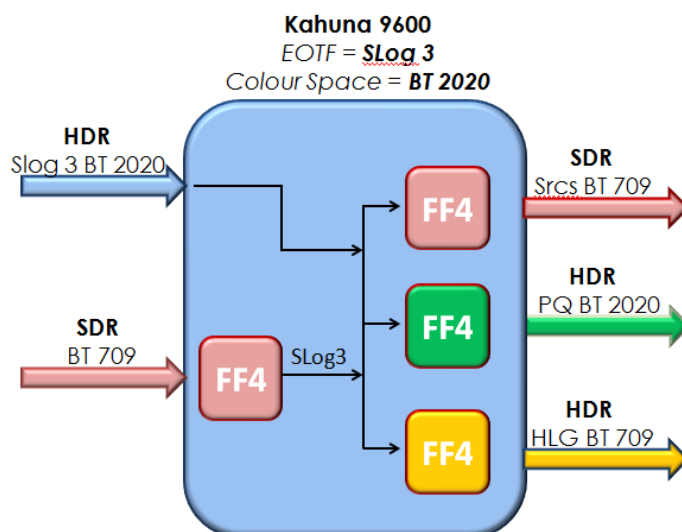 Kahuna 9600
EOTF = SLog 3
Colour Space = BT 2020
HDR
Slog 3 BT 2020
SDR
BT 709
FF4
SLog3
FF4
FF4
FF4
SDR
Srcs BT 709
HDR
PQ BT 2020
HDR
HLG BT 709